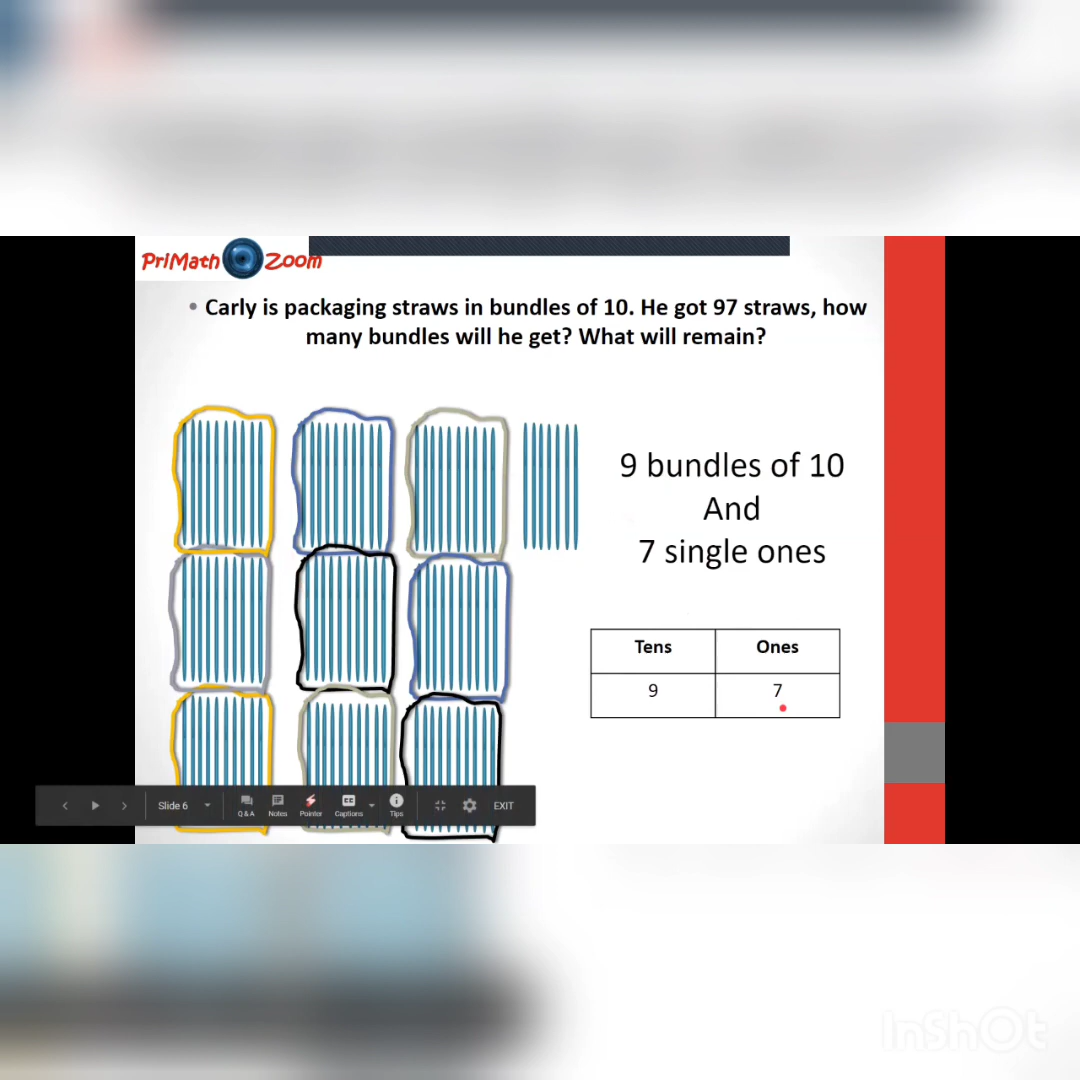 PriMath Zoom
• Carly is packaging straws in bundles of 10. He got 97 straws, how
many bundles will he get? What will remain?
9 bundles of 10
And
7 single ones
Tens Ones
9 7
Slide 6
Q & A Notes Pointer Captions Tips
CC i EXIT
InShOt